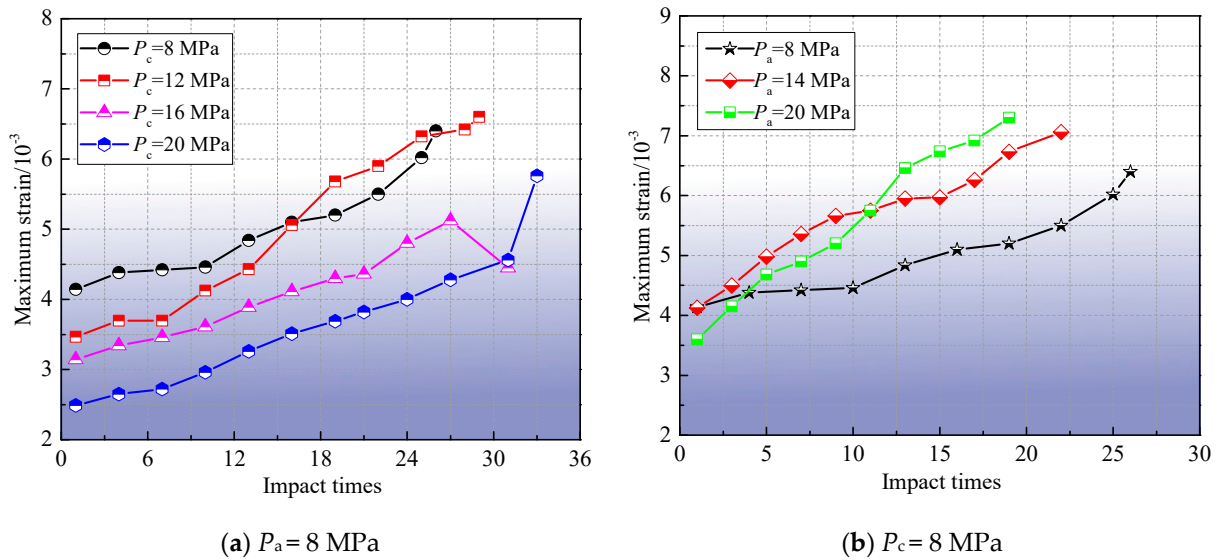 8
7
6
5
4
3
2
0 6 12 18 24 30 36
Maximum strain/10⁻³
Impact times
Pc=8 MPa
Pc=12 MPa
Pc=16 MPa
Pc=20 MPa
(a) Pa = 8 MPa
9
8
7
6
5
4
3
2
0 5 10 15 20 25 30
Maximum strain/10⁻³
Impact times
Pa=8 MPa
Pa=14 MPa
Pa=20 MPa
(b) Pc = 8 MPa